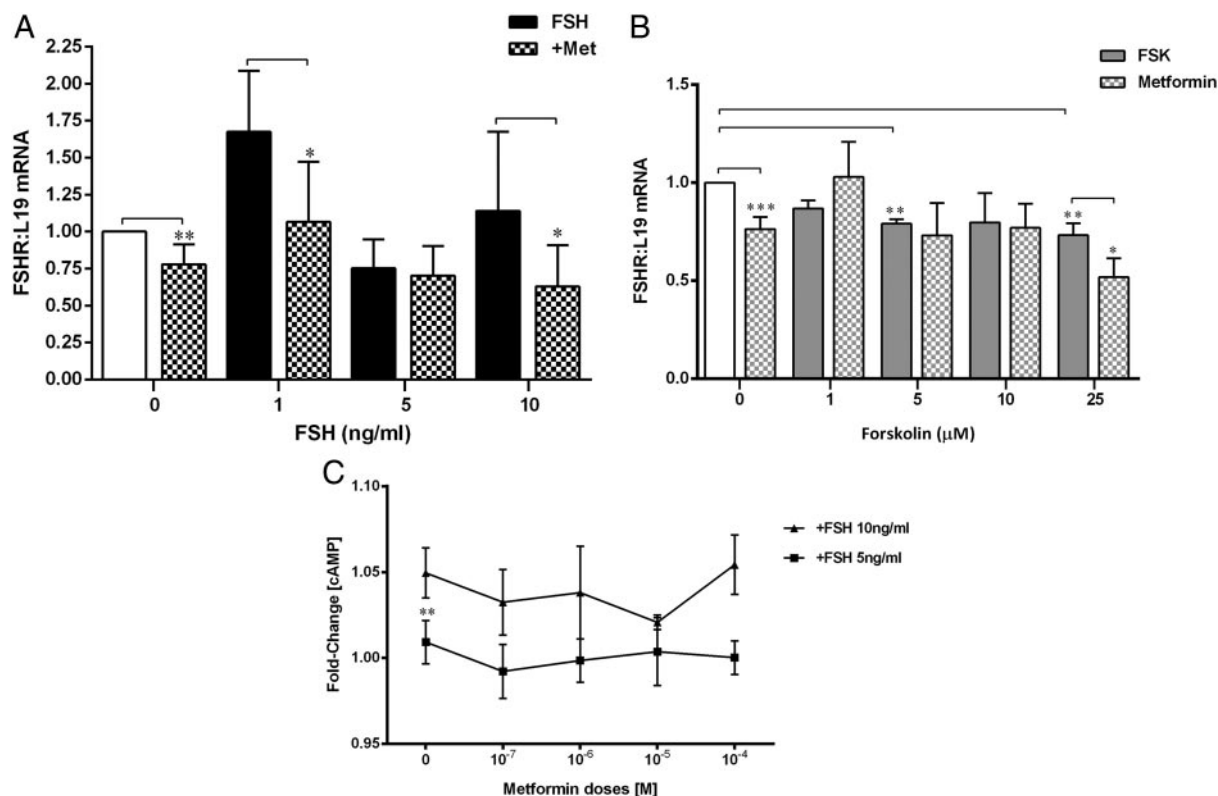 A
FSH
+Met
FSHR:L19 mRNA
2.25
2.00
1.75
1.50
1.25
1.00
0.75
0.50
0.25
0.00
**
*
*
0
1
5
10
FSH (ng/ml)
B
FSK
Metformin
FSHR:L19 mRNA
1.5
1.0
0.5
0.0
***
**
**
*
0
1
5
10
25
Forskolin (μM)
C
+FSH 10ng/ml
+FSH 5ng/ml
Fold-Change [cAMP]
1.10
1.05
1.00
0.95
**
0
10-7
10-6
10-5
10-4
Metformin doses [M]